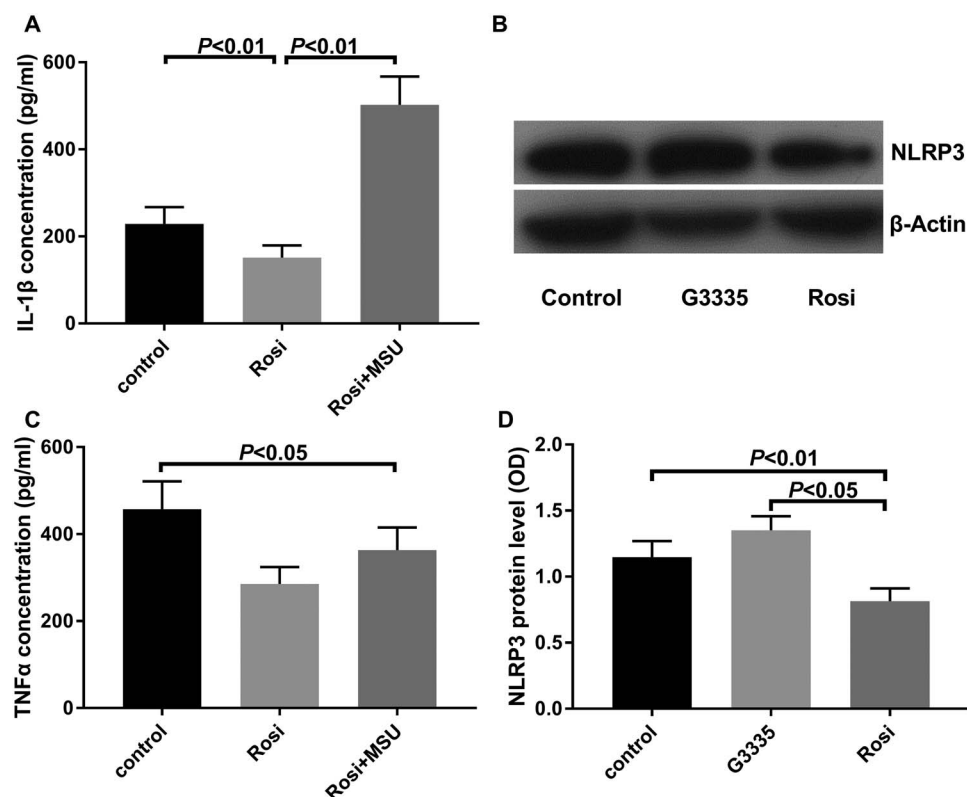 A
P<0.01
P<0.01
IL-1β concentration (pg/ml)
600
400
200
0
control
Rosi
Rosi+MSU
B
NLRP3
β-Actin
Control
G3335
Rosi
C
P<0.05
TNFα concentration (pg/ml)
600
400
200
0
control
Rosi
Rosi+MSU
D
P<0.01
P<0.05
NLRP3 protein level (OD)
2.0
1.5
1.0
0.5
0.0
control
G3335
Rosi